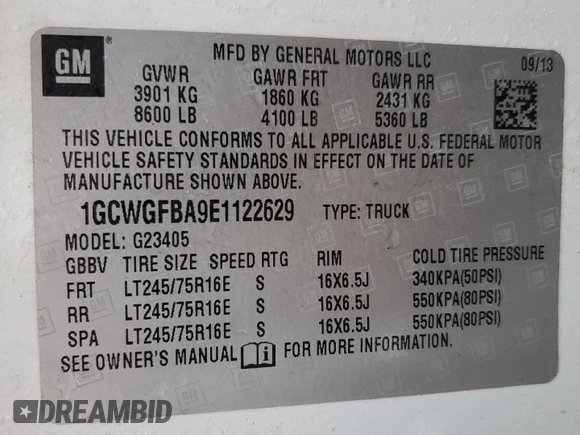 GM
MFD BY GENERAL MOTORS LLC 09/13
GVWR GAWR FRT GAWR RR
3901 KG 1860 KG 2431 KG
8600 LB 4100 LB 5360 LB
THIS VEHICLE CONFORMS TO ALL APPLICABLE U.S. FEDERAL MOTOR
VEHICLE SAFETY STANDARDS IN EFFECT ON THE DATE OF
MANUFACTURE SHOWN ABOVE.
1GCWGFBA9E1122629 TYPE: TRUCK
MODEL: G23405
GBBV TIRE SIZE SPEED RTG RIM COLD TIRE PRESSURE
FRT LT245/75R16E S 16X6.5J 340KPA(50PSI)
RR LT245/75R16E S 16X6.5J 550KPA(80PSI)
SPA LT245/75R16E S 16X6.5J 550KPA(80PSI)
SEE OWNER'S MANUAL FOR MORE INFORMATION.
DREAMBID